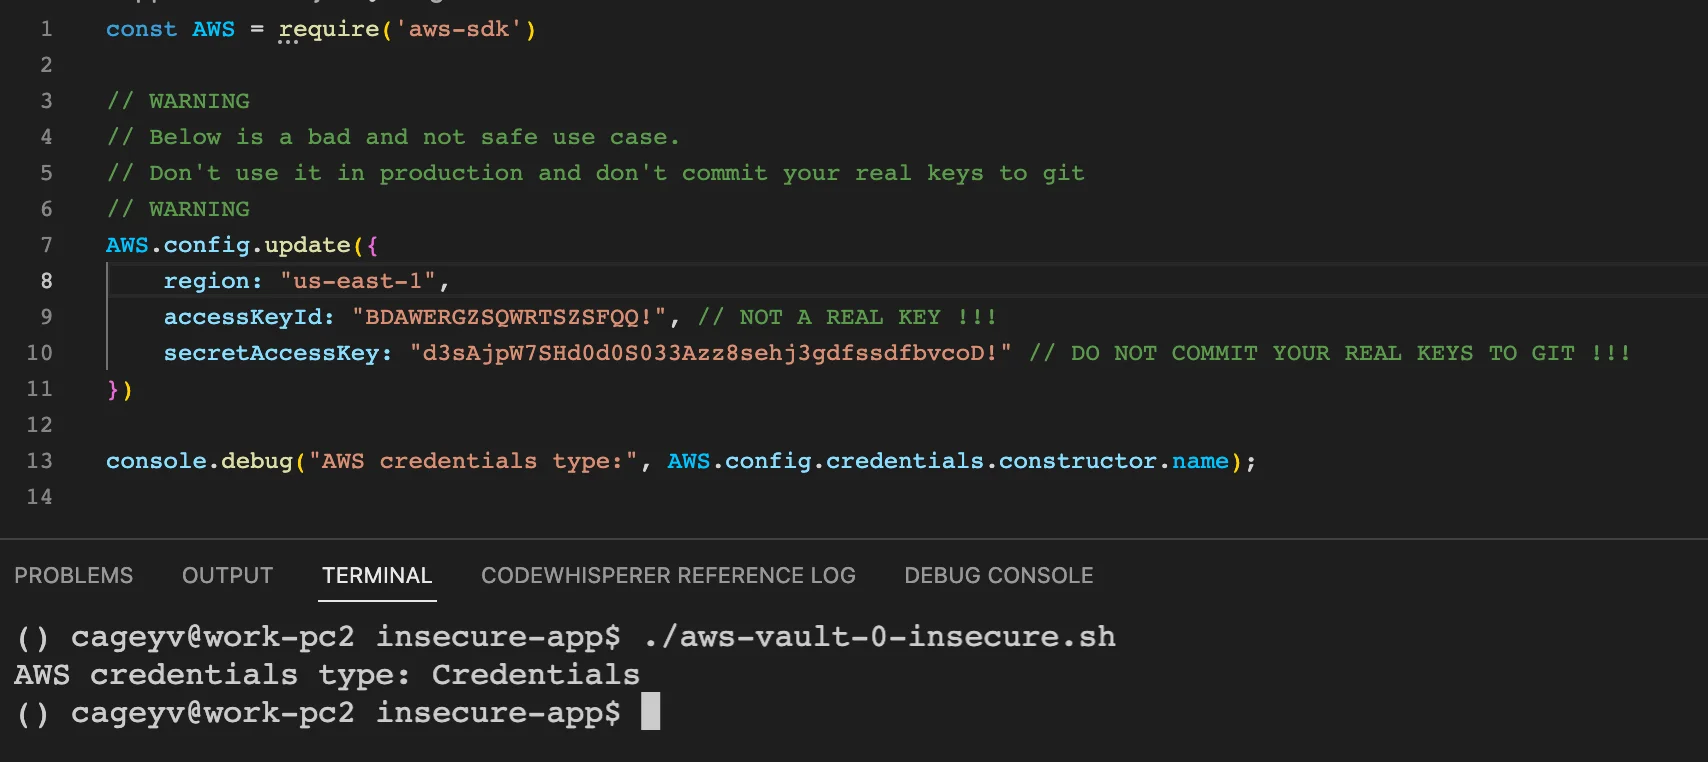 1 const AWS = require('aws-sdk')
2
3 // WARNING
4 // Below is a bad and not safe use case.
5 // Don't use it in production and don't commit your real keys to git
6 // WARNING
7 AWS.config.update({
8 region: "us-east-1",
9 accessKeyId: "BDAWERGZSQWRTSZSFQQ!", // NOT A REAL KEY !!!
10 secretAccessKey: "d3sAjpW7SHd0d0S033Azz8sehj3gdfssdfbvcoD!" // DO NOT COMMIT YOUR REAL KEYS TO GIT !!!
11 })
12
13 console.debug("AWS credentials type:", AWS.config.credentials.constructor.name);
14
PROBLEMS OUTPUT TERMINAL CODEWHISPERER REFERENCE LOG DEBUG CONSOLE
() cageyv@work-pc2 insecure-app$ ./aws-vault-0-insecure.sh
AWS credentials type: Credentials
() cageyv@work-pc2 insecure-app$